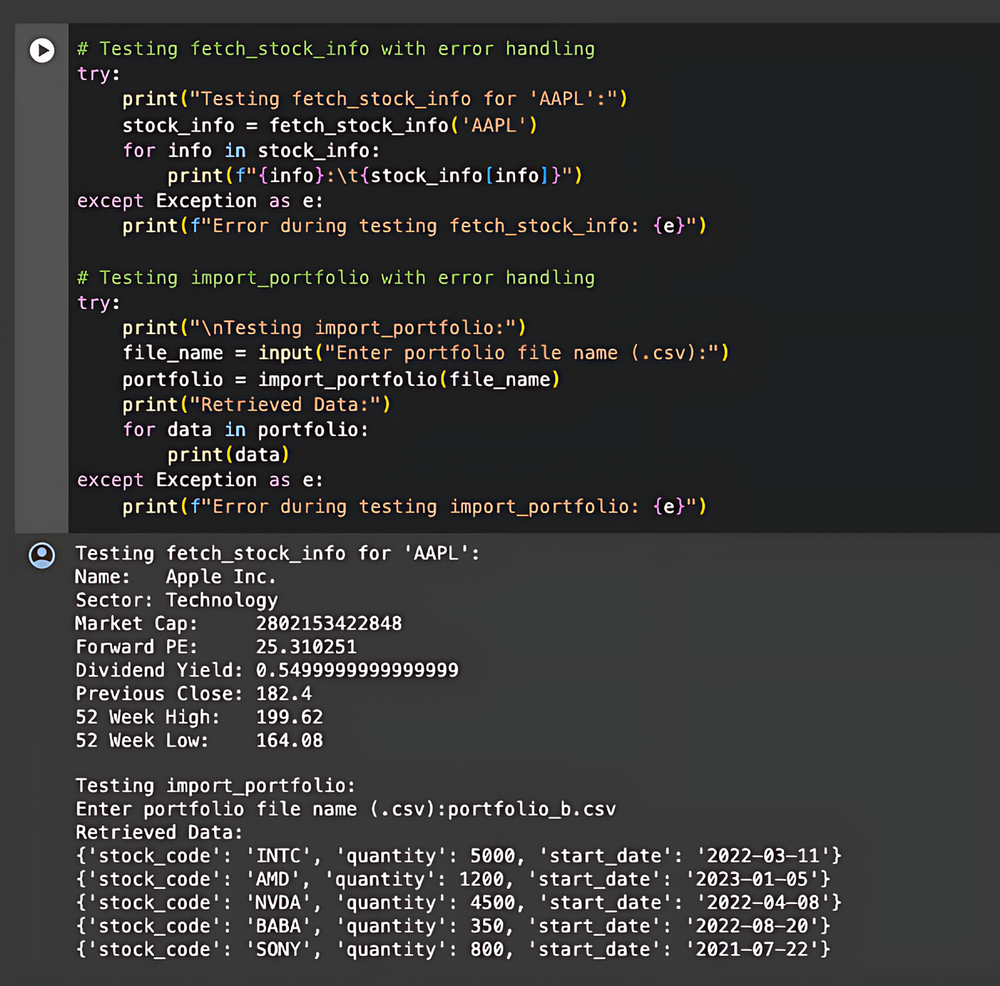 # Testing fetch_stock_info with error handling
try:
    print("Testing fetch_stock_info for 'AAPL':")
    stock_info = fetch_stock_info('AAPL')
    for info in stock_info:
        print(f"{info}:\t{stock_info[info]}")
except Exception as e:
    print(f"Error during testing fetch_stock_info: {e}")

# Testing import_portfolio with error handling
try:
    print("\nTesting import_portfolio:")
    file_name = input("Enter portfolio file name (.csv):")
    portfolio = import_portfolio(file_name)
    print("Retrieved Data:")
    for data in portfolio:
        print(data)
except Exception as e:
    print(f"Error during testing import_portfolio: {e}")
Testing fetch_stock_info for 'AAPL':
Name:   Apple Inc.
Sector: Technology
Market Cap:     2802153422848
Forward PE:     25.310251
Dividend Yield: 0.5499999999999999
Previous Close: 182.4
52 Week High:   199.62
52 Week Low:    164.08

Testing import_portfolio:
Enter portfolio file name (.csv):portfolio_b.csv
Retrieved Data:
{'stock_code': 'INTC', 'quantity': 5000, 'start_date': '2022-03-11'}
{'stock_code': 'AMD', 'quantity': 1200, 'start_date': '2023-01-05'}
{'stock_code': 'NVDA', 'quantity': 4500, 'start_date': '2022-04-08'}
{'stock_code': 'BABA', 'quantity': 350, 'start_date': '2022-08-20'}
{'stock_code': 'SONY', 'quantity': 800, 'start_date': '2021-07-22'}